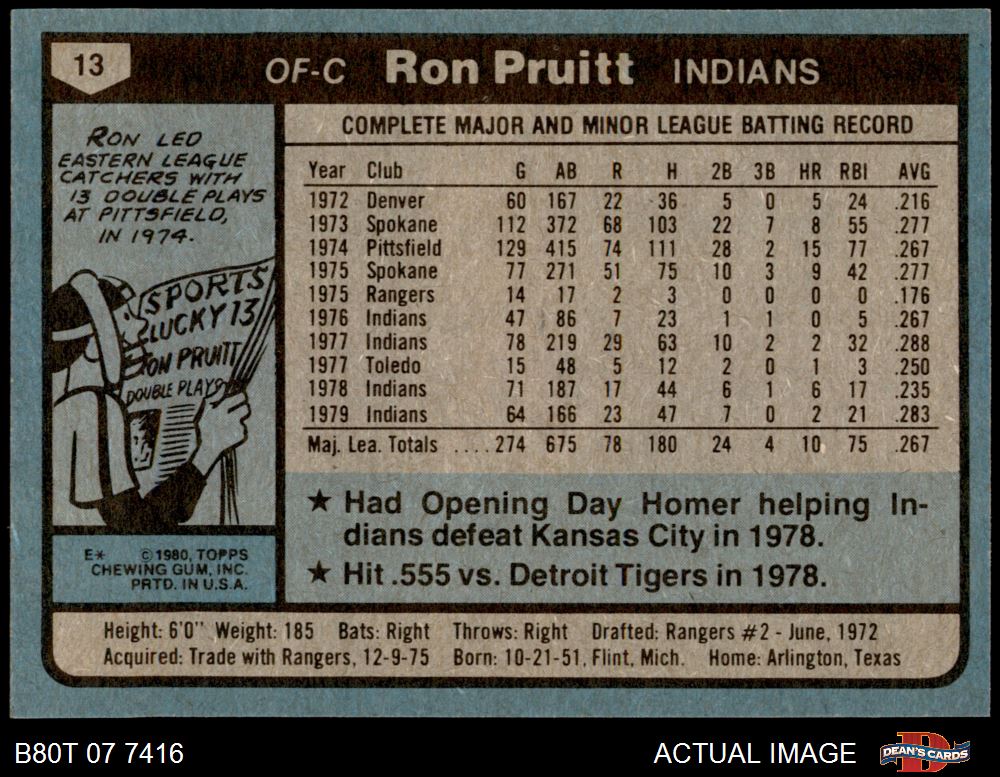 13 OF-C Ron Pruitt INDIANS
RON LED
EASTERN LEAGUE
CATCHERS WITH
13 DOUBLE PLAYS
AT PITTSFIELD,
IN 1974.
SPORTS
LUCKY 13
RON PRUITT
DOUBLE PLAYS
E* © 1980, TOPPS
CHEWING GUM, INC.
PRTD. IN U.S.A.
COMPLETE MAJOR AND MINOR LEAGUE BATTING RECORD
Year Club G AB R H 2B 3B HR RBI AVG
1972 Denver 60 167 22 36 5 0 5 24 .216
1973 Spokane 112 372 68 103 22 7 8 55 .277
1974 Pittsfield 129 415 74 111 28 2 15 77 .267
1975 Spokane 77 271 51 75 10 3 9 42 .277
1975 Rangers 14 17 2 3 0 0 0 0 .176
1976 Indians 47 86 7 23 1 1 0 5 .267
1977 Indians 78 219 29 63 10 2 2 32 .288
1977 Toledo 15 48 5 12 2 0 1 3 .250
1978 Indians 71 187 17 44 6 1 6 17 .235
1979 Indians 64 166 23 47 7 0 2 21 .283
Maj. Lea. Totals ....274 675 78 180 24 4 10 75 .267
★ Had Opening Day Homer helping In-
dians defeat Kansas City in 1978.
★ Hit .555 vs. Detroit Tigers in 1978.
Height: 6'0" Weight: 185 Bats: Right Throws: Right Drafted: Rangers #2 - June, 1972
Acquired: Trade with Rangers, 12-9-75 Born: 10-21-51, Flint, Mich. Home: Arlington, Texas
B80T 07 7416 ACTUAL IMAGE DEAN'S CARDS